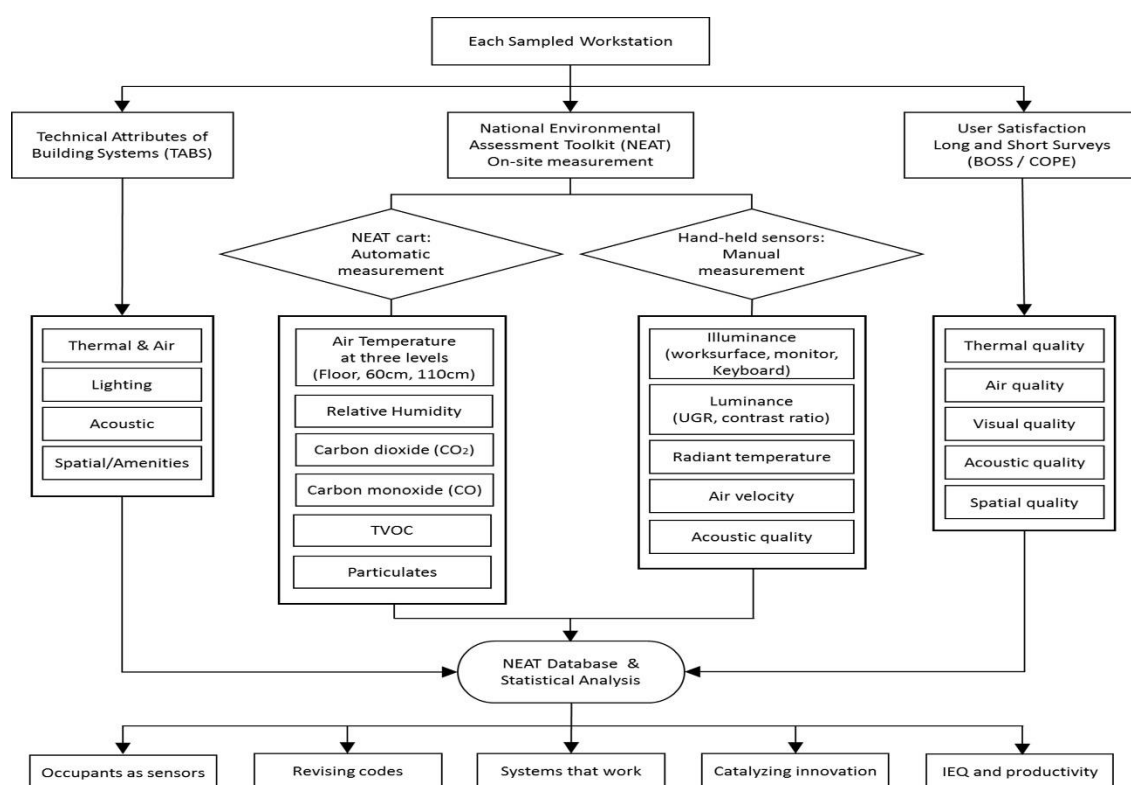 Each Sampled Workstation
Technical Attributes of
Building Systems (TABS)
National Environmental
Assessment Toolkit (NEAT)
On-site measurement
User Satisfaction
Long and Short Surveys
(BOSS / COPE)
NEAT cart:
Automatic
measurement
Hand-held sensors:
Manual
measurement
Thermal & Air
Lighting
Acoustic
Spatial/Amenities
Air Temperature
at three levels
(Floor, 60cm, 110cm)
Relative Humidity
Carbon dioxide (CO₂)
Carbon monoxide (CO)
TVOC
Particulates
Illuminance
(worksurface, monitor,
Keyboard)
Luminance
(UGR, contrast ratio)
Radiant temperature
Air velocity
Acoustic quality
Thermal quality
Air quality
Visual quality
Acoustic quality
Spatial quality
NEAT Database &
Statistical Analysis
Occupants as sensors
Revising codes
Systems that work
Catalyzing innovation
IEQ and productivity